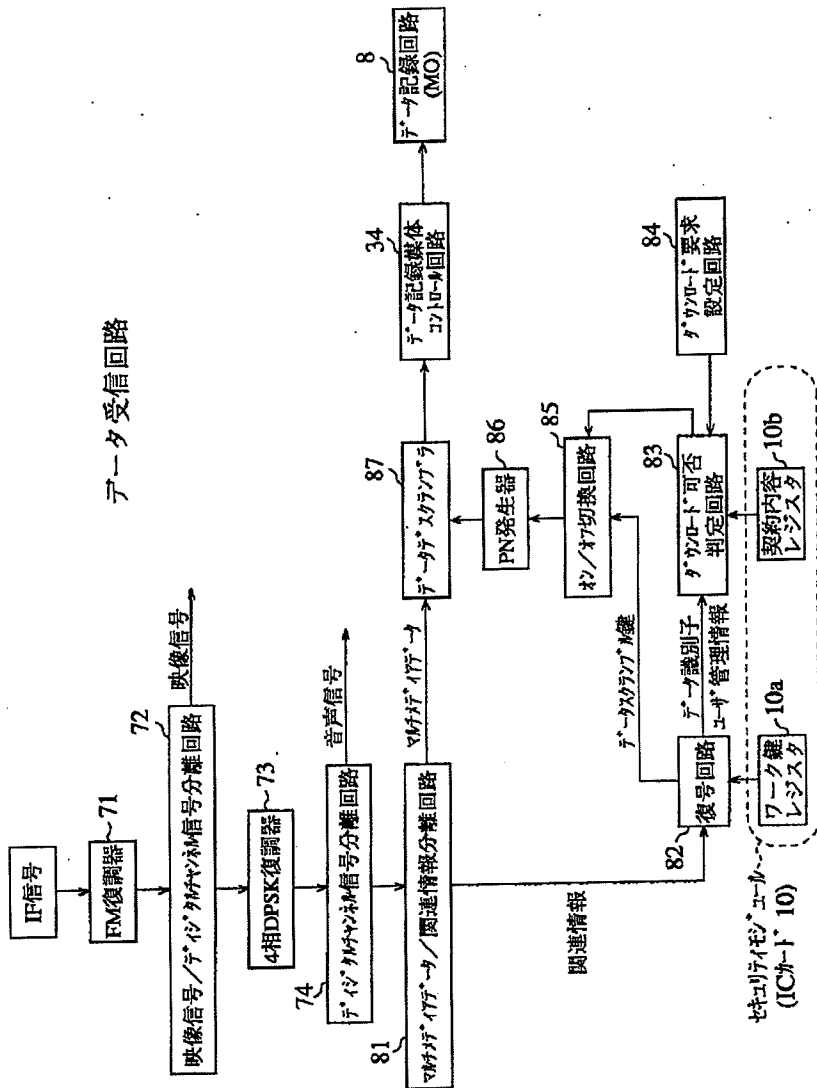 データ受信回路
IF信号
FM復調器
71
映像信号/ディジタルチャンネル信号分離回路
72
映像信号
4相DPSK復調器
73
ディジタルチャンネル信号分離回路
74
音声信号
マルチメディアデータ/関連情報分離回路
81
マルチメディアデータ
関連情報
データデスクランブラ
87
データ記録媒体
コントロール回路
34
データ記録回路
(MO)
8
PN発生器
86
オン/オフ切換回路
85
データスクランブル鍵
復号回路
82
データ識別子
ユーザ管理情報
ダウンロード可否
判定回路
83
ダウンロード要求
設定回路
84
ワーク鍵
レジスタ
10a
契約内容
レジスタ
10b
セキュリティモジュール
(ICカード10)